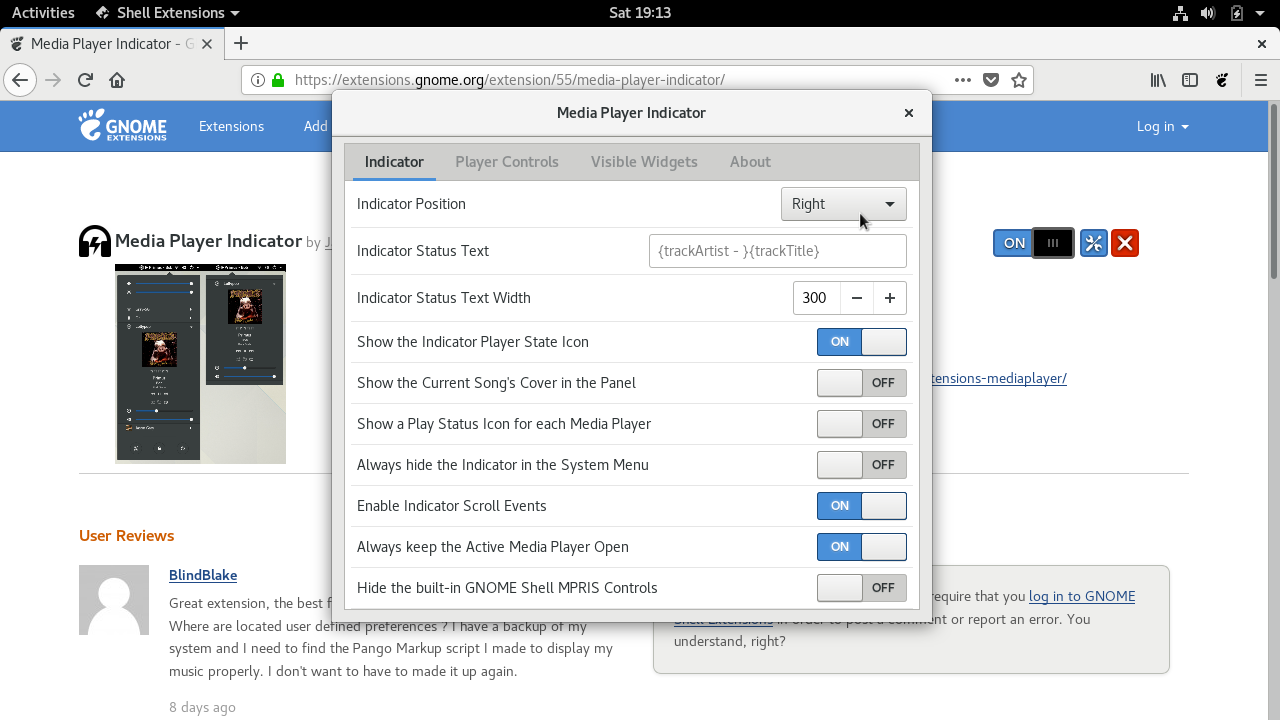 Activities
Shell Extensions
Sat 19:13
Media Player Indicator - G
https://extensions.gnome.org/extension/55/media-player-indicator/
GNOME
EXTENSIONS
Extensions
Add
Log in
Media Player Indicator
Indicator
Player Controls
Visible Widgets
About
Indicator Position
Right
Indicator Status Text
{trackArtist - }{trackTitle}
Indicator Status Text Width
300
Show the Indicator Player State Icon
ON
Show the Current Song's Cover in the Panel
OFF
Show a Play Status Icon for each Media Player
OFF
Always hide the Indicator in the System Menu
OFF
Enable Indicator Scroll Events
ON
Always keep the Active Media Player Open
ON
Hide the built-in GNOME Shell MPRIS Controls
OFF
Media Player Indicator by J
ON
tensions-mediaplayer/
User Reviews
BlindBlake
Great extension, the best f
Where are located user defined preferences ? I have a backup of my
system and I need to find the Pango Markup script I made to display my
music properly. I don't want to have to made it up again.
8 days ago
require that you log in to GNOME
Shell Extensions in order to post a comment or report an error. You
understand, right?